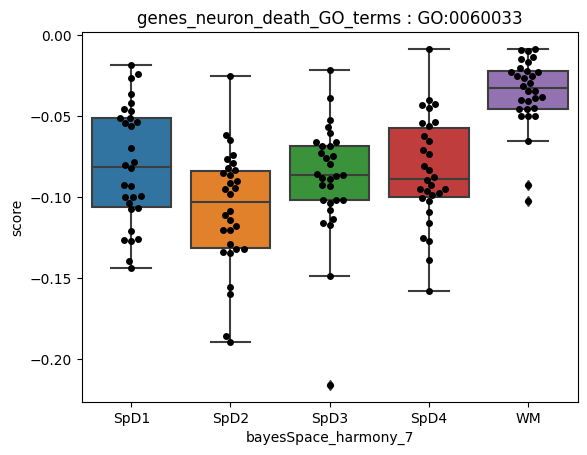 genes_neuron_death_GO_terms : GO:0060033
0.00
−0.05
−0.10
−0.15
−0.20
score
SpD1 SpD2 SpD3 SpD4 WM
bayesSpace_harmony_7